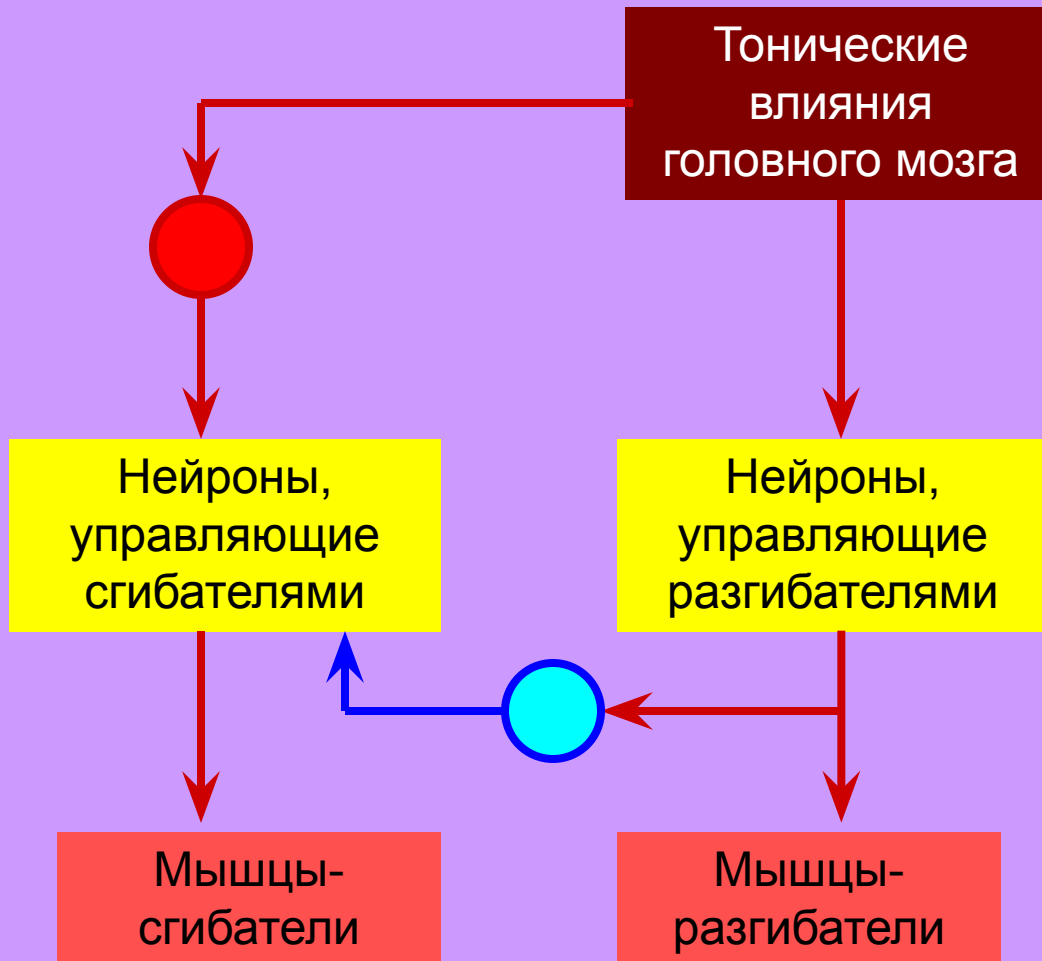 Тонические
влияния
головного мозга
Нейроны,
управляющие
сгибателями
Нейроны,
управляющие
разгибателями
Мышцы-
сгибатели
Мышцы-
разгибатели